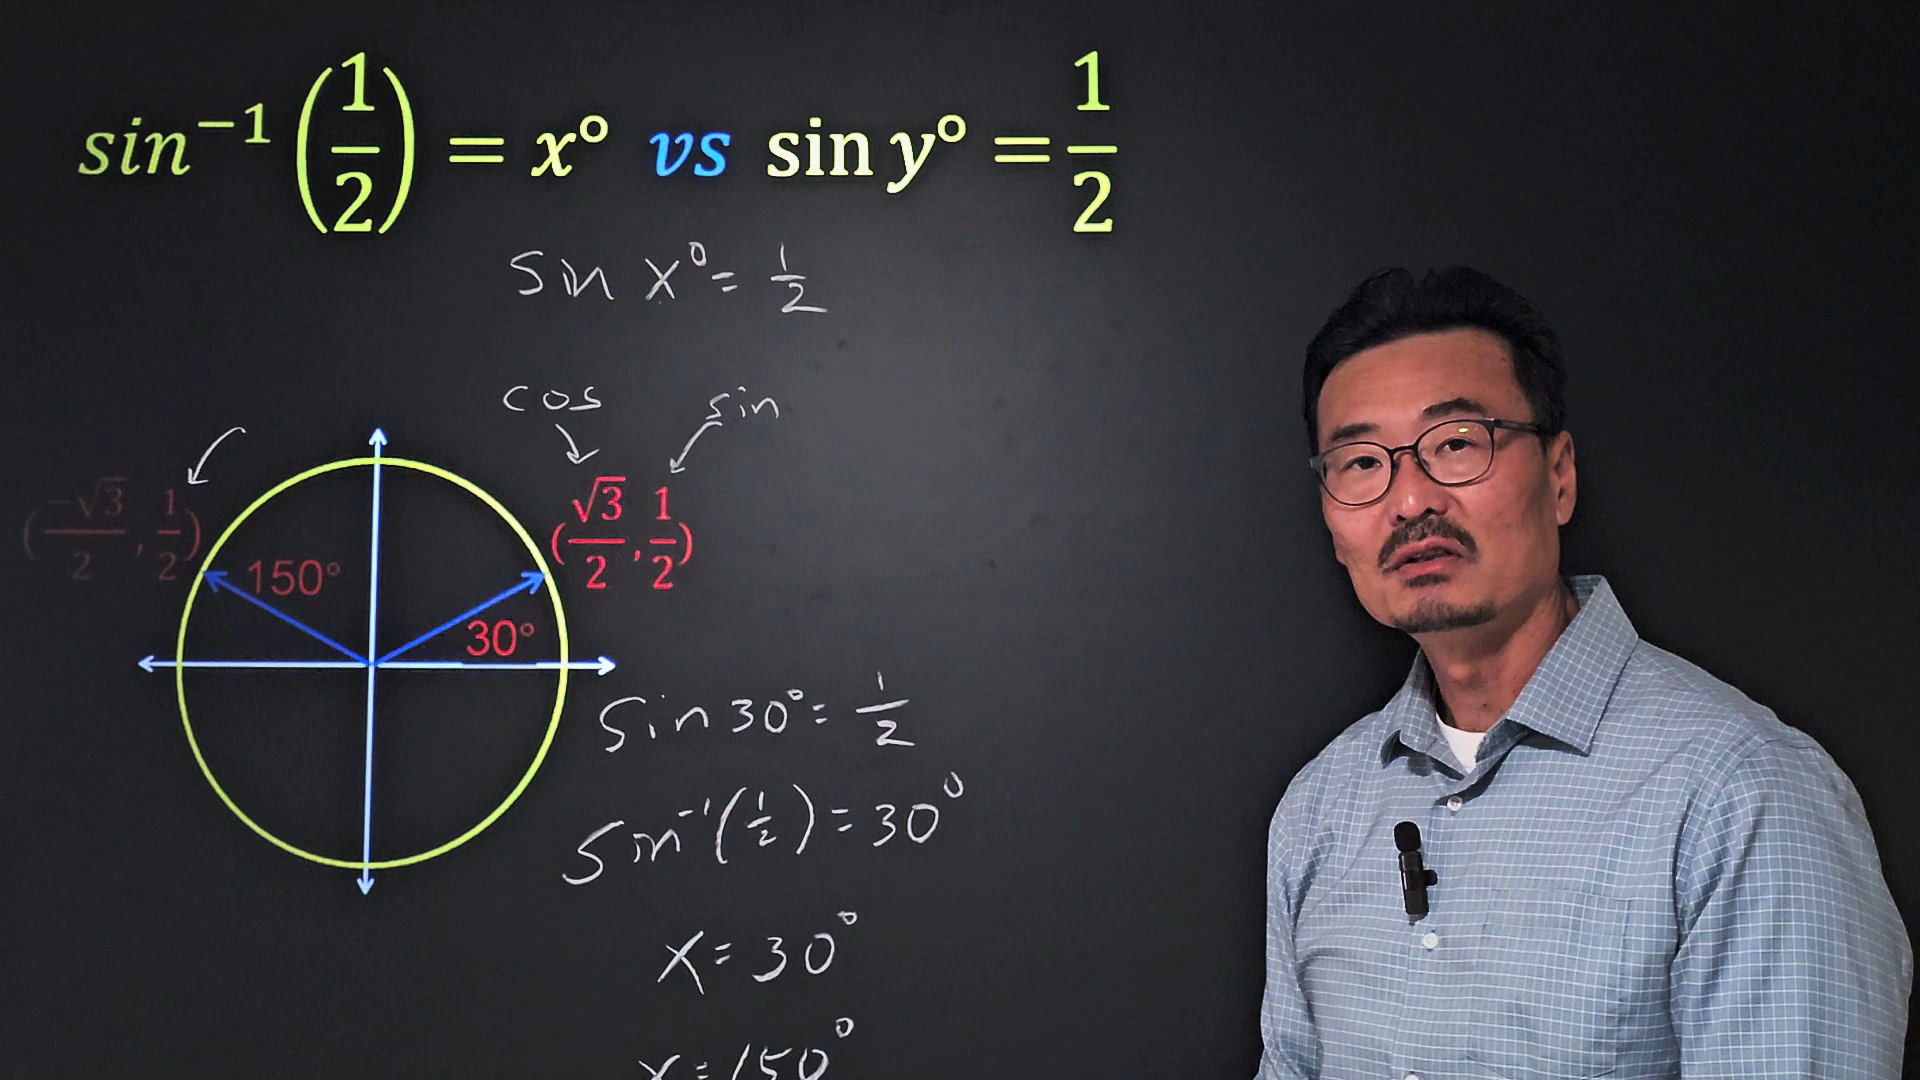 sin⁻¹(1/2) = x° vs sin y° = 1/2
sin x° = 1/2
cos sin
(-√3/2, 1/2) (√3/2, 1/2)
150°
30°
sin 30° = 1/2
sin⁻¹(1/2) = 30°
x = 30°
x = 150°